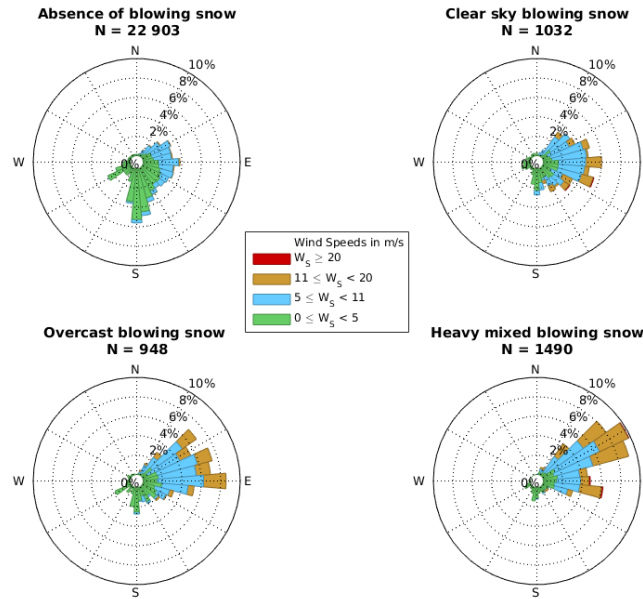 Absence of blowing snow
N = 22 903
N
10%
8%
6%
4%
2%
0%
W
E
S
Clear sky blowing snow
N = 1032
N
10%
8%
6%
4%
2%
0%
W
E
S
Wind Speeds in m/s
W_S ≥ 20
11 ≤ W_S < 20
5 ≤ W_S < 11
0 ≤ W_S < 5
Overcast blowing snow
N = 948
N
10%
8%
6%
4%
2%
0%
W
E
S
Heavy mixed blowing snow
N = 1490
N
10%
8%
6%
4%
2%
0%
W
E
S